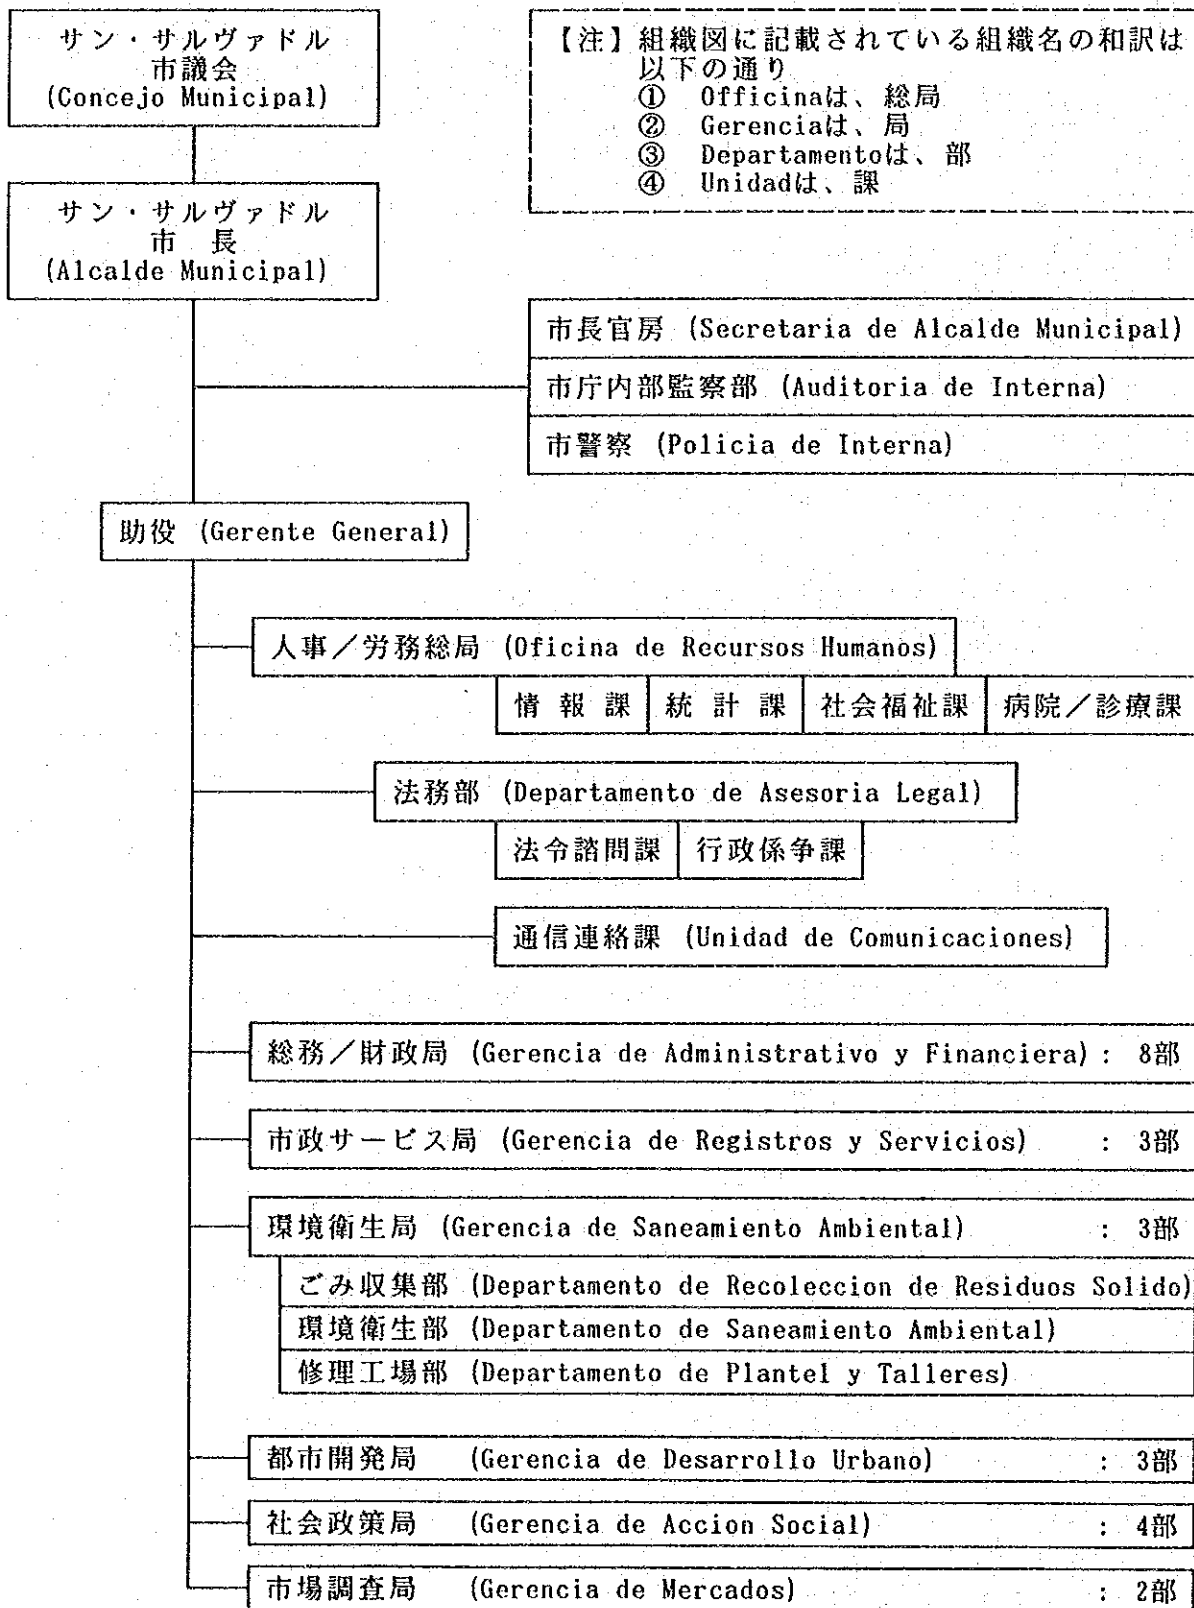 サン・サルヴァドル
市議会
(Concejo Municipal)
【注】組織図に記載されている組織名の和訳は
以下の通り
① Officinaは、総局
② Gerenciaは、局
③ Departamentoは、部
④ Unidadは、課
サン・サルヴァドル
市 長
(Alcalde Municipal)
市長官房 (Secretaria de Alcalde Municipal)
市庁内部監察部 (Auditoria de Interna)
市警察 (Policia de Interna)
助役 (Gerente General)
人事／労務総局 (Oficina de Recursos Humanos)
情 報 課 統 計 課 社会福祉課 病院／診療課
法務部 (Departamento de Asesoria Legal)
法令諮問課 行政係争課
通信連絡課 (Unidad de Comunicaciones)
総務／財政局 (Gerencia de Administrativo y Financiera) : 8部
市政サービス局 (Gerencia de Registros y Servicios) : 3部
環境衛生局 (Gerencia de Saneamiento Ambiental) : 3部
ごみ収集部 (Departamento de Recoleccion de Residuos Solido)
環境衛生部 (Departamento de Saneamiento Ambiental)
修理工場部 (Departamento de Plantel y Talleres)
都市開発局 (Gerencia de Desarrollo Urbano) : 3部
社会政策局 (Gerencia de Accion Social) : 4部
市場調査局 (Gerencia de Mercados) : 2部